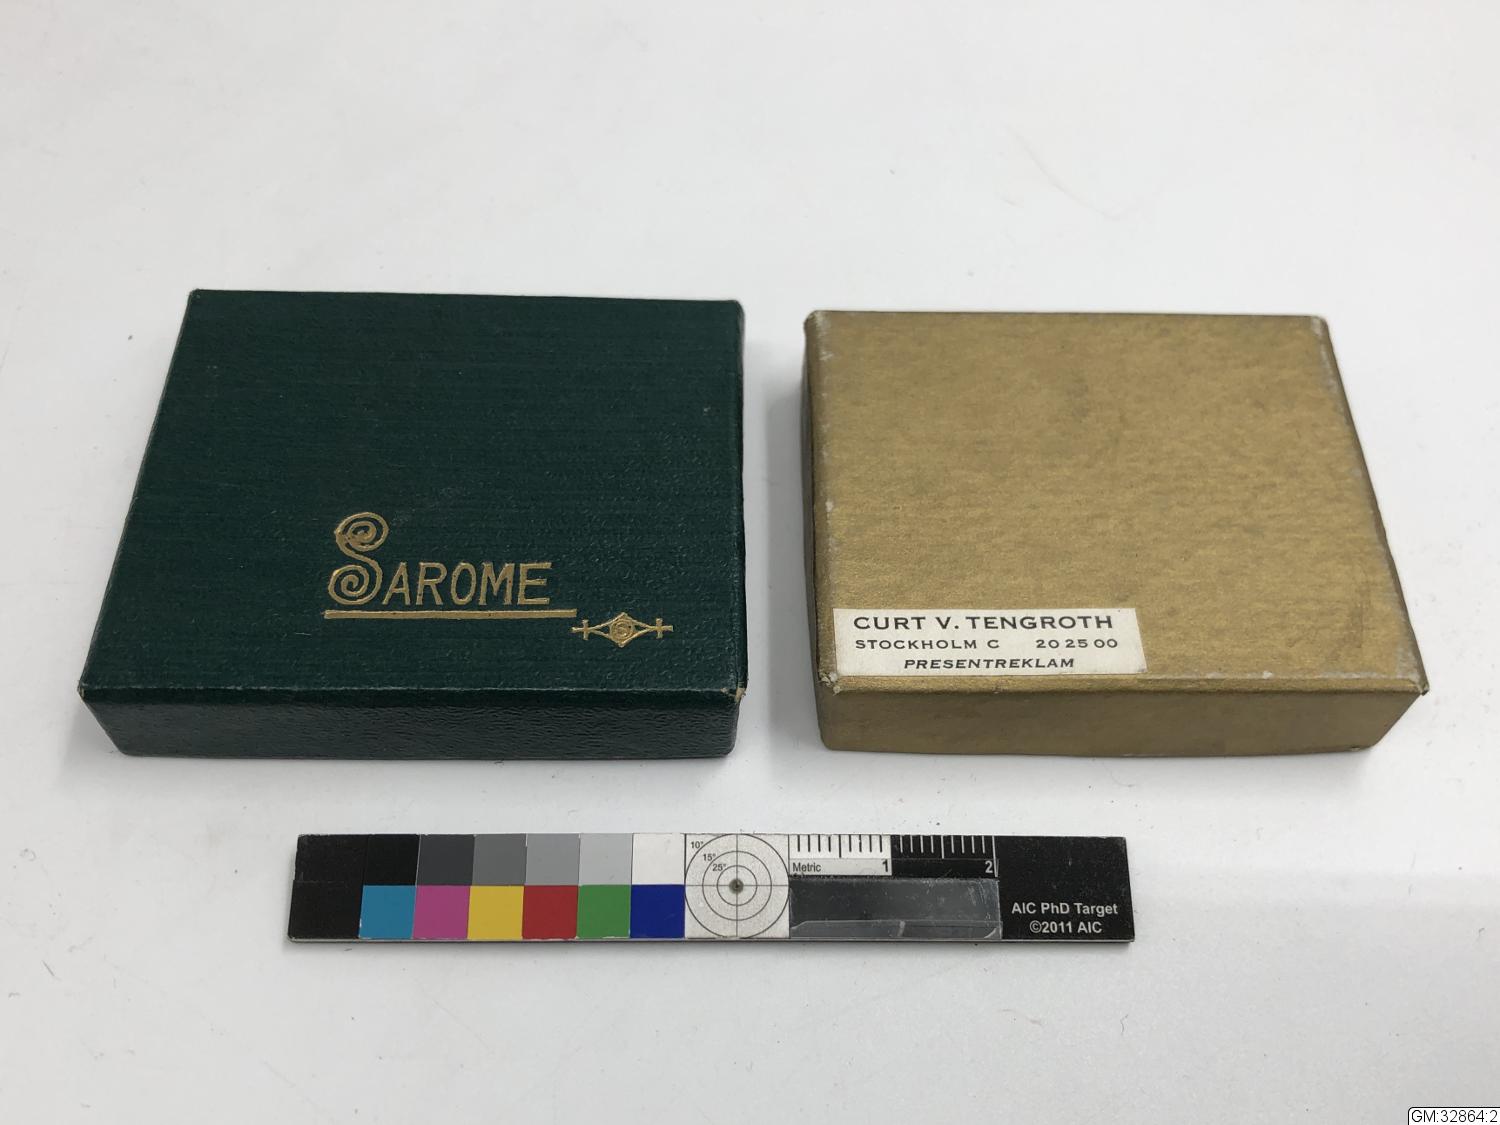 SAROME
CURT V. TENGROTH
STOCKHOLM C 20 25 00
PRESENTREKLAM
10°
15°
25°
Metric 1 2
AIC PhD Target
©2011 AIC
GM:32864:2